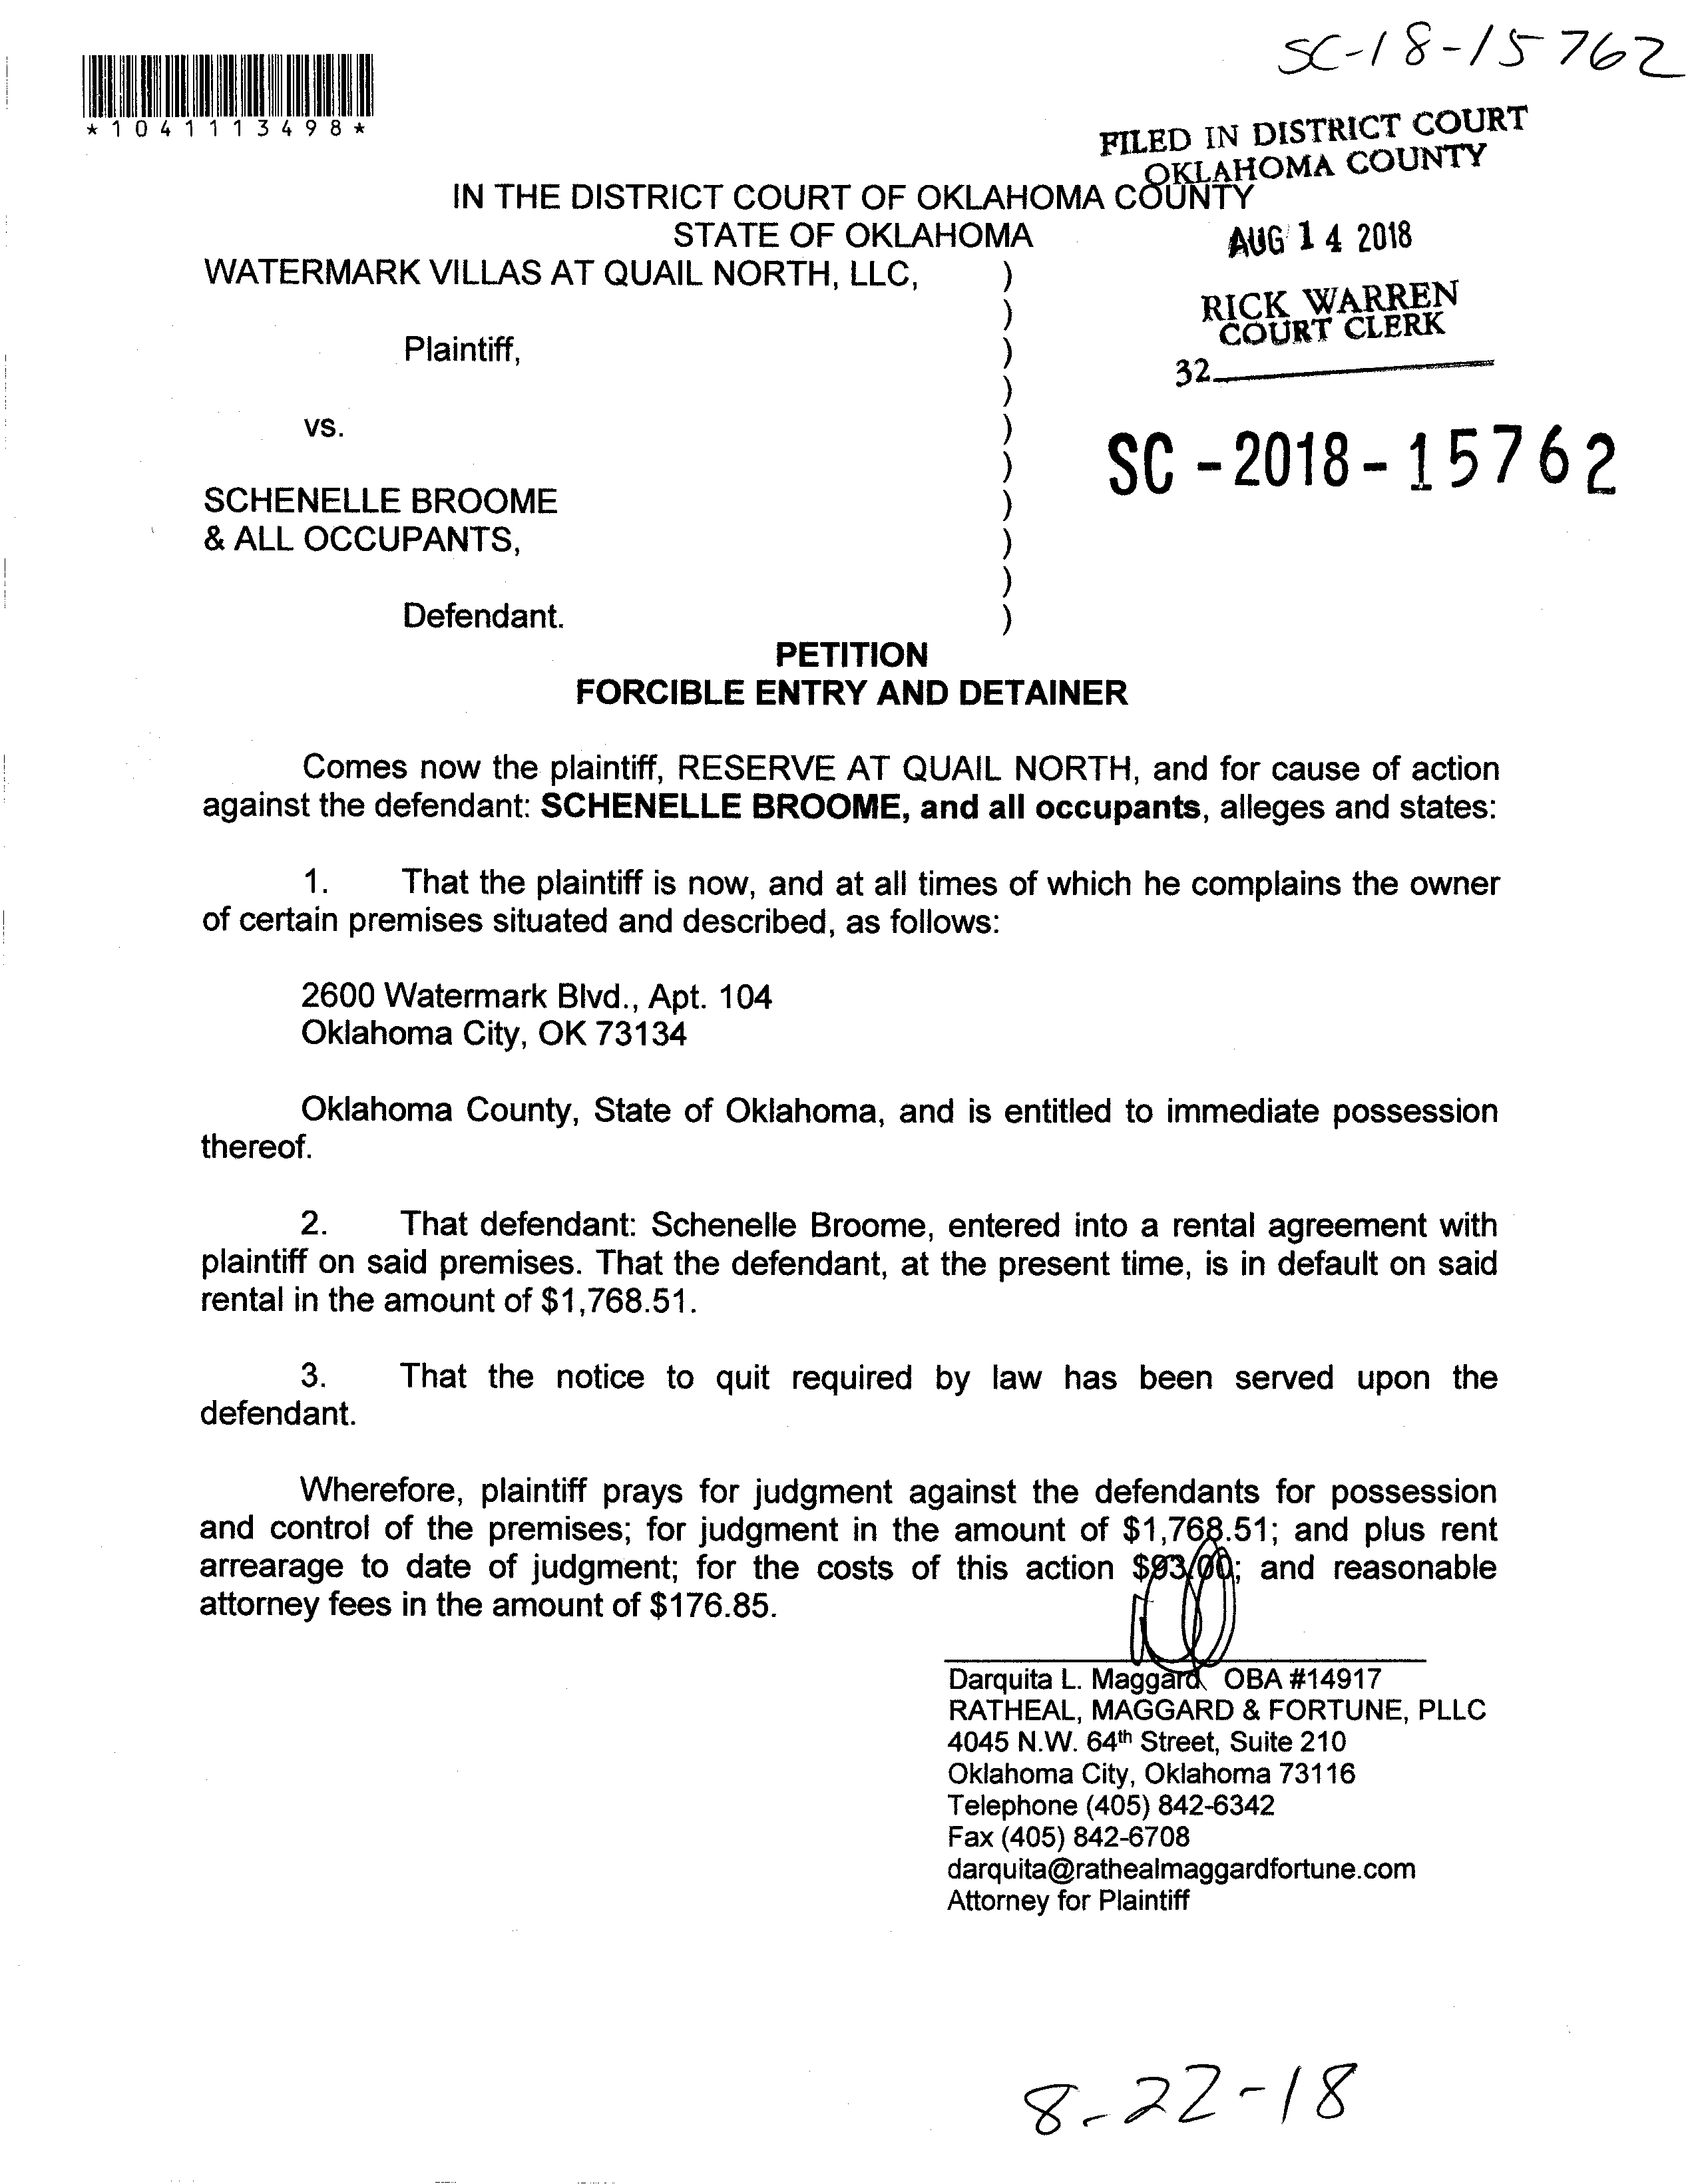 SC-18-15762
*1041113498*
FILED IN DISTRICT COURT
OKLAHOMA COUNTY
IN THE DISTRICT COURT OF OKLAHOMA COUNTY
STATE OF OKLAHOMA
AUG 14 2018
WATERMARK VILLAS AT QUAIL NORTH, LLC, )
)
RICK WARREN
COURT CLERK
Plaintiff, )
32
)
vs. )
)
SC-2018-15762
SCHENELLE BROOME )
& ALL OCCUPANTS, )
)
Defendant. )
PETITION
FORCIBLE ENTRY AND DETAINER
Comes now the plaintiff, RESERVE AT QUAIL NORTH, and for cause of action
against the defendant: SCHENELLE BROOME, and all occupants, alleges and states:
1. That the plaintiff is now, and at all times of which he complains the owner
of certain premises situated and described, as follows:
2600 Watermark Blvd., Apt. 104
Oklahoma City, OK 73134
Oklahoma County, State of Oklahoma, and is entitled to immediate possession
thereof.
2. That defendant: Schenelle Broome, entered into a rental agreement with
plaintiff on said premises. That the defendant, at the present time, is in default on said
rental in the amount of $1,768.51.
3. That the notice to quit required by law has been served upon the
defendant.
Wherefore, plaintiff prays for judgment against the defendants for possession
and control of the premises; for judgment in the amount of $1,768.51; and plus rent
arrearage to date of judgment; for the costs of this action $93.00; and reasonable
attorney fees in the amount of $176.85.
Darquita L. Maggard OBA #14917
RATHEAL, MAGGARD & FORTUNE, PLLC
4045 N.W. 64th Street, Suite 210
Oklahoma City, Oklahoma 73116
Telephone (405) 842-6342
Fax (405) 842-6708
darquita@rathealmaggardfortune.com
Attorney for Plaintiff
8-22-18